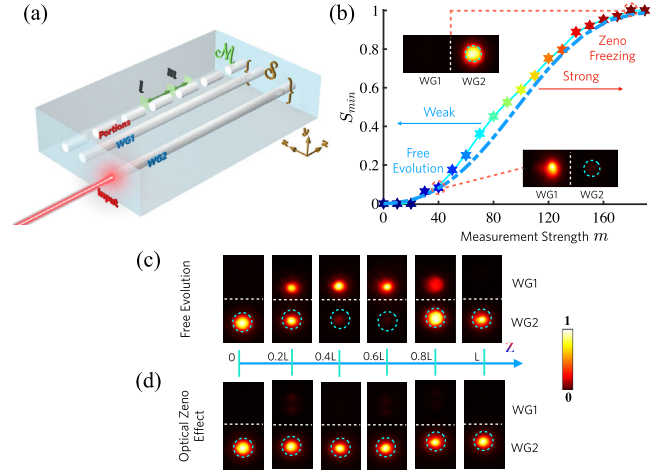 (a)
ℳ
l
m
𝒮
Portions
WG1
WG2
Input
y
x
z
(b)
1
0.8
0.6
0.4
0.2
0
S_min
WG1 WG2
Zeno
Freezing
Strong
Weak
Free
Evolution
WG1 WG2
0 40 80 120 160
Measurement Strength m
(c)
Free Evolution
WG1
WG2
0 0.2L 0.4L 0.6L 0.8L L
Z
1
0
(d)
Optical Zeno
Effect
WG1
WG2